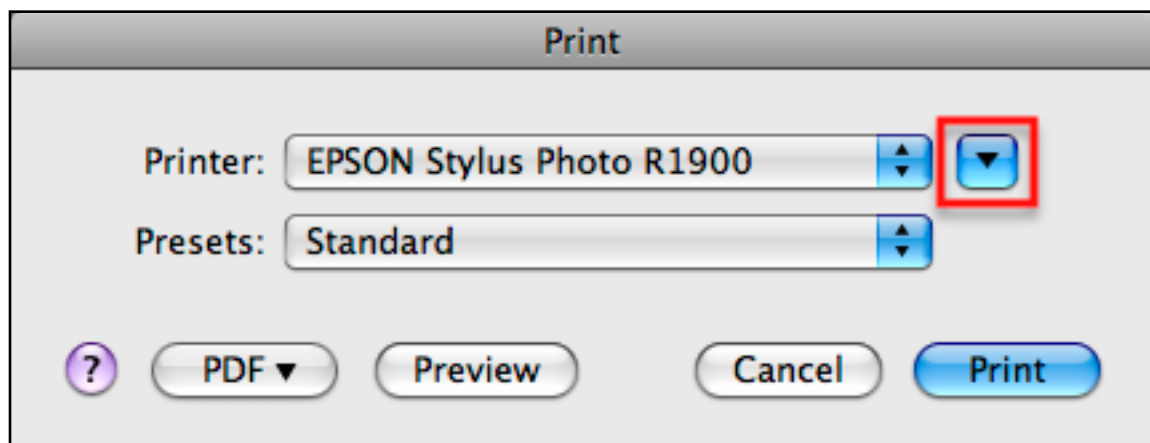 Print
Printer: EPSON Stylus Photo R1900
Presets: Standard
? PDF Preview Cancel Print